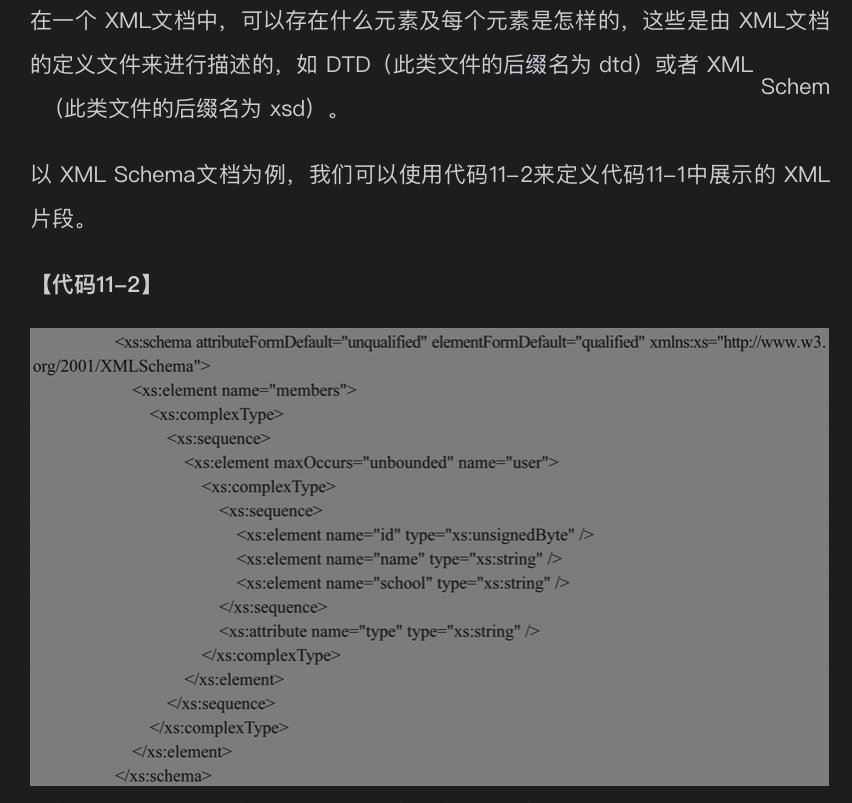 在一个 XML文档中，可以存在什么元素及每个元素是怎样的，这些是由 XML文档
的定义文件来进行描述的，如 DTD（此类文件的后缀名为 dtd）或者 XML
Schem
（此类文件的后缀名为 xsd）。
以 XML Schema文档为例，我们可以使用代码11-2来定义代码11-1中展示的 XML
片段。
【代码11-2】
<xs:schema attributeFormDefault="unqualified" elementFormDefault="qualified" xmlns:xs="http://www.w3.
org/2001/XMLSchema">
<xs:element name="members">
<xs:complexType>
<xs:sequence>
<xs:element maxOccurs="unbounded" name="user">
<xs:complexType>
<xs:sequence>
<xs:element name="id" type="xs:unsignedByte" />
<xs:element name="name" type="xs:string" />
<xs:element name="school" type="xs:string" />
</xs:sequence>
<xs:attribute name="type" type="xs:string" />
</xs:complexType>
</xs:element>
</xs:sequence>
</xs:complexType>
</xs:element>
</xs:schema>